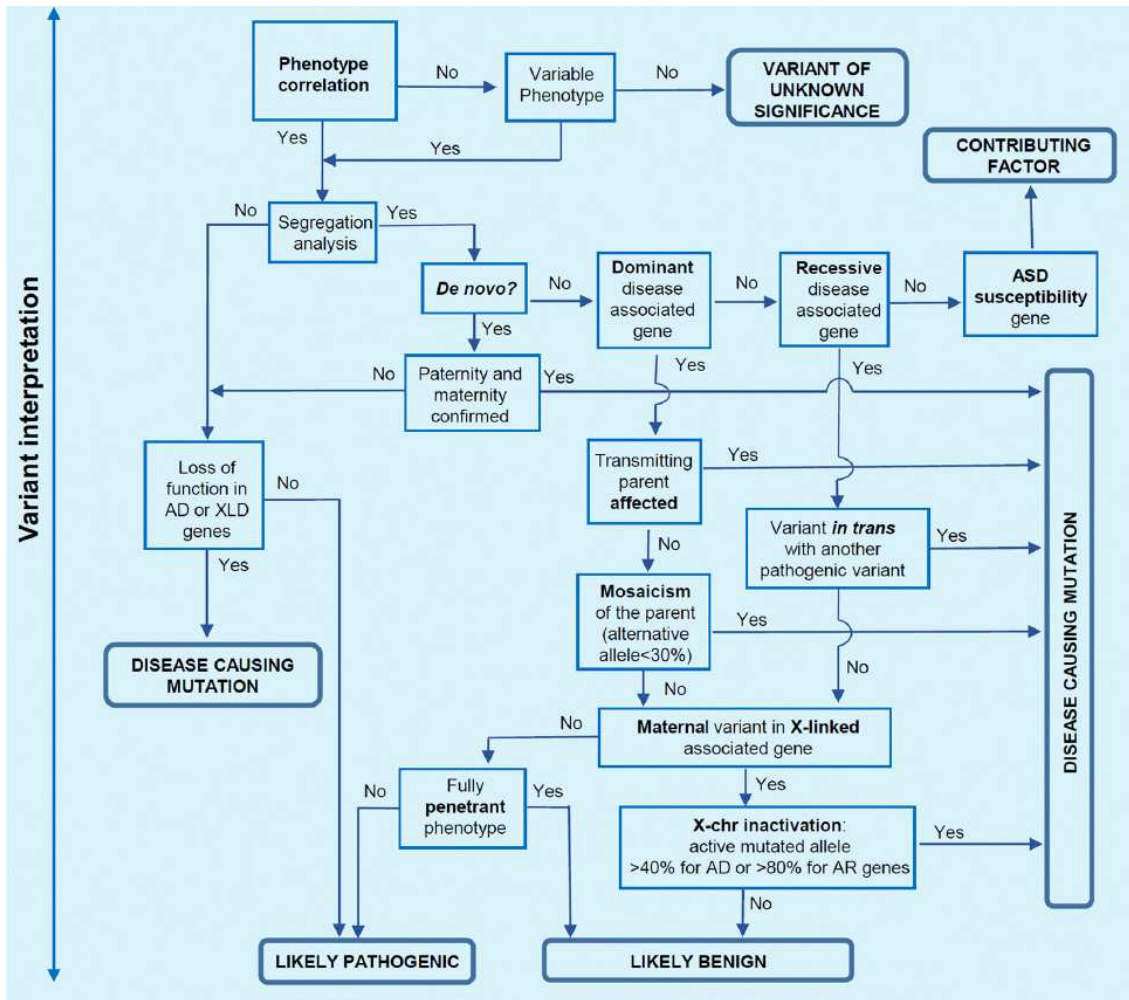 Variant interpretation
Phenotype
correlation
No
Variable
Phenotype
No
VARIANT OF
UNKNOWN
SIGNIFICANCE
Yes
Yes
CONTRIBUTING
FACTOR
No
Segregation
analysis
Yes
De novo?
No
Dominant
disease
associated
gene
No
Recessive
disease
associated
gene
No
ASD
susceptibility
gene
Yes
Yes
Yes
No
Paternity and
maternity
confirmed
Yes
Loss of
function in
AD or XLD
genes
No
Yes
DISEASE CAUSING
MUTATION
Transmitting
parent
affected
Yes
No
Variant in trans
with another
pathogenic variant
Yes
No
Mosaicism
of the parent
(alternative
allele<30%)
Yes
No
Maternal variant in X-linked
associated gene
No
Yes
No
Fully
penetrant
phenotype
Yes
X-chr inactivation:
active mutated allele
>40% for AD or >80% for AR genes
Yes
No
DISEASE CAUSING MUTATION
LIKELY PATHOGENIC
LIKELY BENIGN